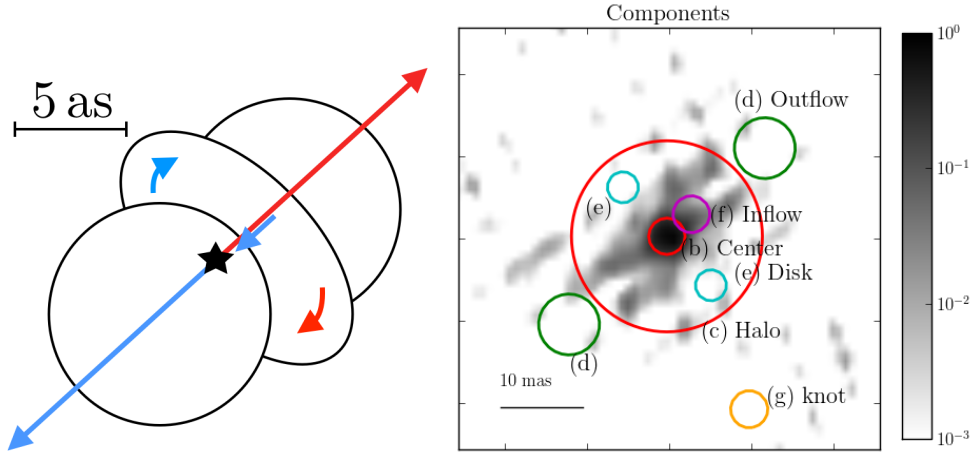 5 as
Components
(d) Outflow
(e)
(f) Inflow
(b) Center
(e) Disk
(c) Halo
(d)
10 mas
(g) knot
10^0
10^-1
10^-2
10^-3